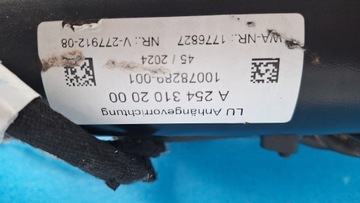 LU Anhängevorrichtung
A 254 310 20 00
10078289-001
45 / 2024
WA-NR.: 1776827 NR.: V-277912-08